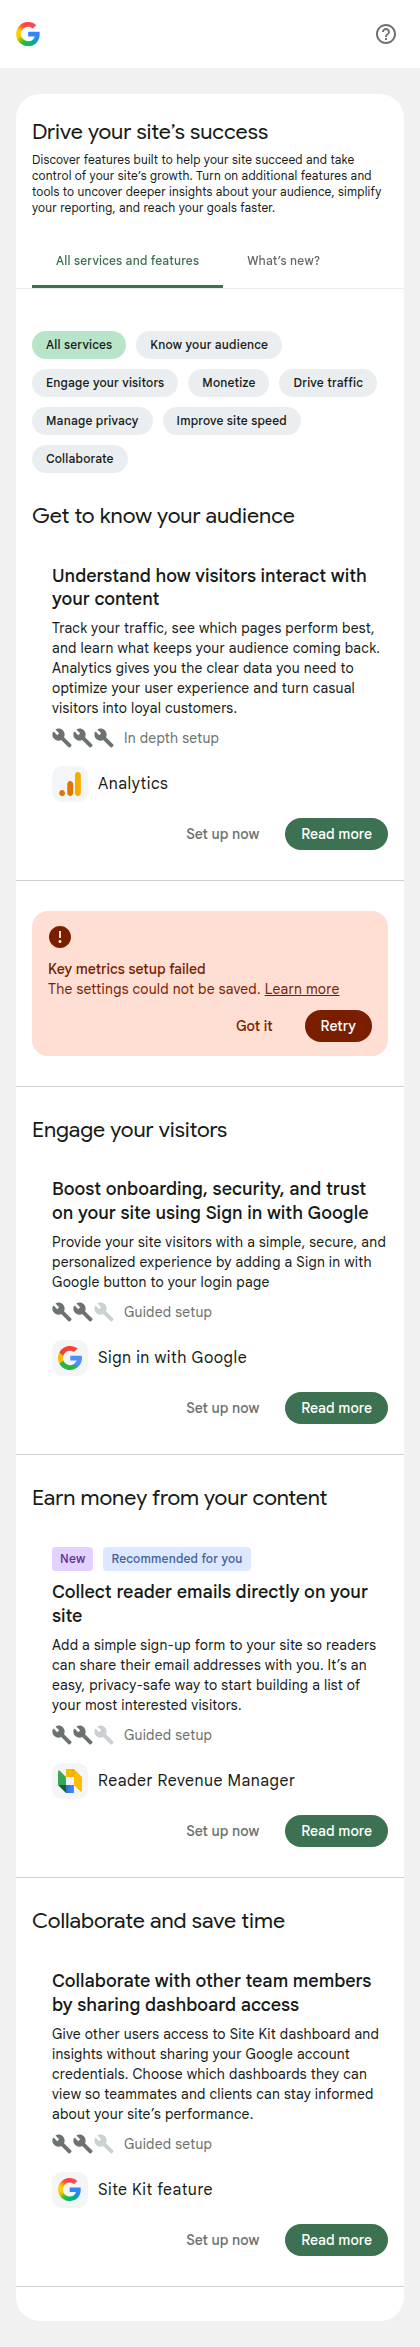 Drive your site’s success
Discover features built to help your site succeed and take
control of your site’s growth. Turn on additional features and
tools to uncover deeper insights about your audience, simplify
your reporting, and reach your goals faster.
All services and features What’s new?
All services Know your audience
Engage your visitors Monetize Drive traffic
Manage privacy Improve site speed
Collaborate
Get to know your audience
Understand how visitors interact with
your content
Track your traffic, see which pages perform best,
and learn what keeps your audience coming back.
Analytics gives you the clear data you need to
optimize your user experience and turn casual
visitors into loyal customers.
In depth setup
Analytics
Set up now Read more
Key metrics setup failed
The settings could not be saved. Learn more
Got it Retry
Engage your visitors
Boost onboarding, security, and trust
on your site using Sign in with Google
Provide your site visitors with a simple, secure, and
personalized experience by adding a Sign in with
Google button to your login page
Guided setup
Sign in with Google
Set up now Read more
Earn money from your content
New Recommended for you
Collect reader emails directly on your
site
Add a simple sign-up form to your site so readers
can share their email addresses with you. It’s an
easy, privacy-safe way to start building a list of
your most interested visitors.
Guided setup
Reader Revenue Manager
Set up now Read more
Collaborate and save time
Collaborate with other team members
by sharing dashboard access
Give other users access to Site Kit dashboard and
insights without sharing your Google account
credentials. Choose which dashboards they can
view so teammates and clients can stay informed
about your site’s performance.
Guided setup
Site Kit feature
Set up now Read more